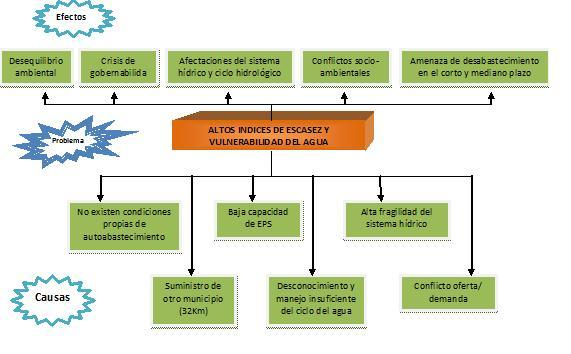 Efectos
Desequilibrio
ambiental
Crisis de
gobernabilida
Afectaciones del sistema
hídrico y ciclo hidrológico
Conflictos socio-
ambientales
Amenaza de desabastecimiento
en el corto y mediano plazo
Problema
ALTOS INDICES DE ESCASEZ Y
VULNERABILIDAD DEL AGUA
No existen condiciones
propias de
autoabastecimiento
Baja capacidad
de EPS
Alta fragilidad del
sistema hídrico
Causas
Suministro de
otro municipio
(32Km)
Desconocimiento y
manejo insuficiente
del ciclo del agua
Conflicto oferta/
demanda